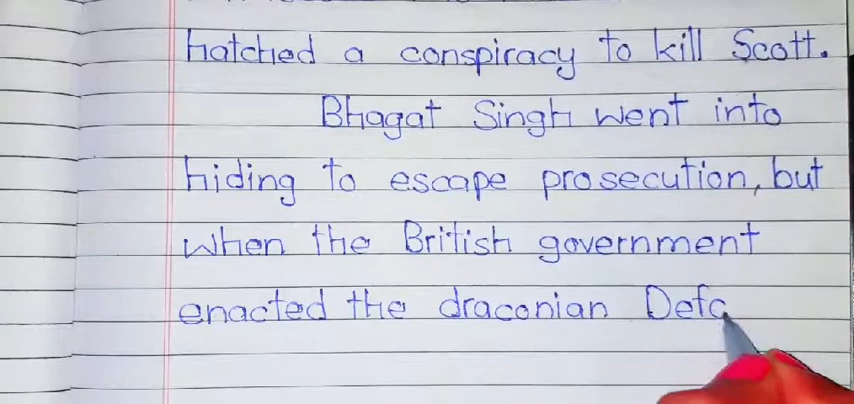 hatched a conspiracy to kill Scott.
Bhagat Singh went into
hiding to escape prosecution, but
when the British government
enacted the draconian Defc